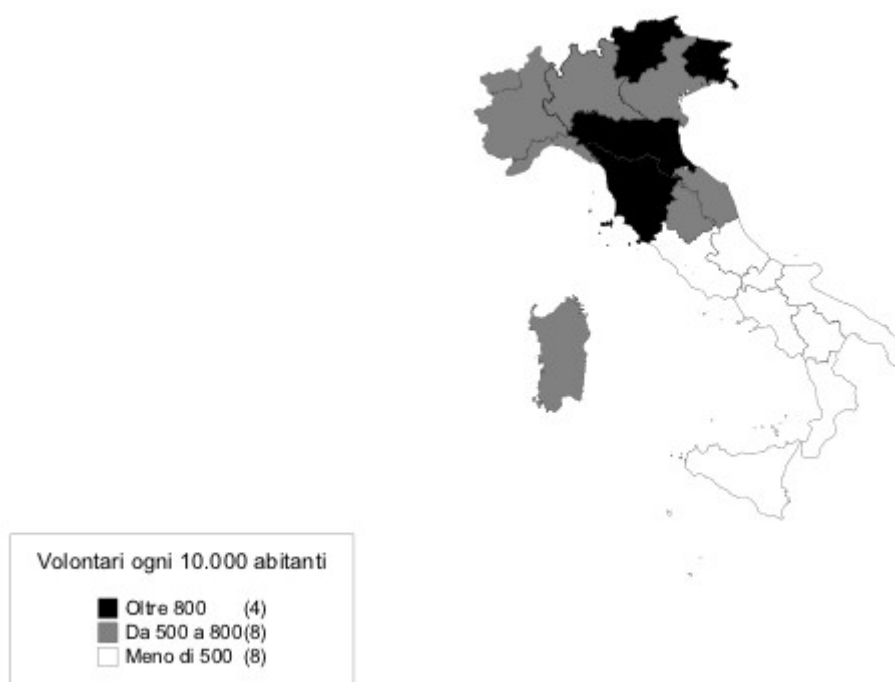 Volontari ogni 10.000 abitanti
Oltre 800 (4)
Da 500 a 800(8)
Meno di 500 (8)